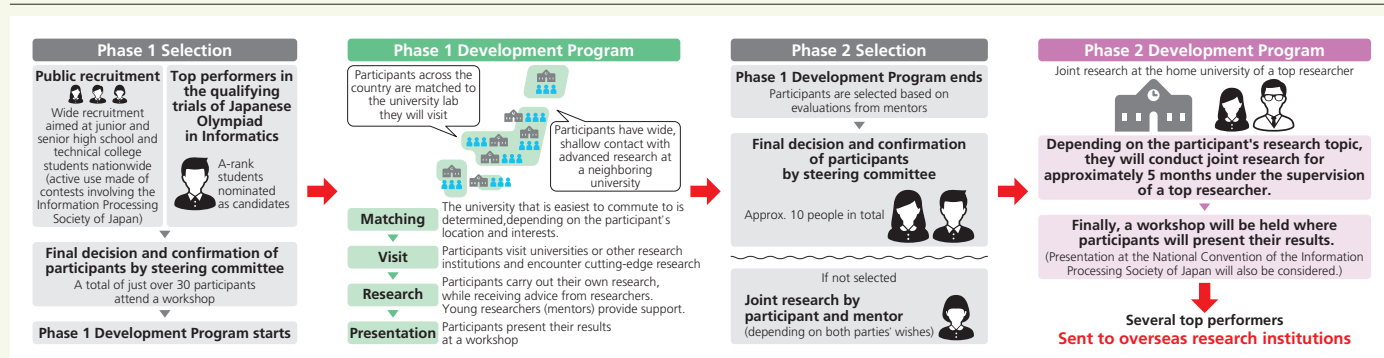 Phase 1 Selection
Public recruitment
Wide recruitment
aimed at junior and
senior high school and
technical college
students nationwide
(active use made of
contests involving the
Information Processing
Society of Japan)
Top performers in
the qualifying
trials of Japanese
Olympiad
in Informatics
A-rank
students
nominated
as candidates
Final decision and confirmation of
participants by steering committee
A total of just over 30 participants
attend a workshop
Phase 1 Development Program starts
Phase 1 Development Program
Participants across the
country are matched to
the university lab
they will visit
Participants have wide,
shallow contact with
advanced research at
a neighboring
university
Matching
The university that is easiest to commute to is
determined,depending on the participant's
location and interests.
Visit
Participants visit universities or other research
institutions and encounter cutting-edge research
Research
Participants carry out their own research,
while receiving advice from researchers.
Young researchers (mentors) provide support.
Presentation
Participants present their results
at a workshop
Phase 2 Selection
Phase 1 Development Program ends
Participants are selected based on
evaluations from mentors
Final decision and confirmation
of participants
by steering committee
Approx. 10 people in total
If not selected
Joint research by
participant and mentor
(depending on both parties' wishes)
Phase 2 Development Program
Joint research at the home university of a top researcher
Depending on the participant's research topic,
they will conduct joint research for
approximately 5 months under the supervision
of a top researcher.
Finally, a workshop will be held where
participants will present their results.
(Presentation at the National Convention of the Information
Processing Society of Japan will also be considered.)
Several top performers
Sent to overseas research institutions